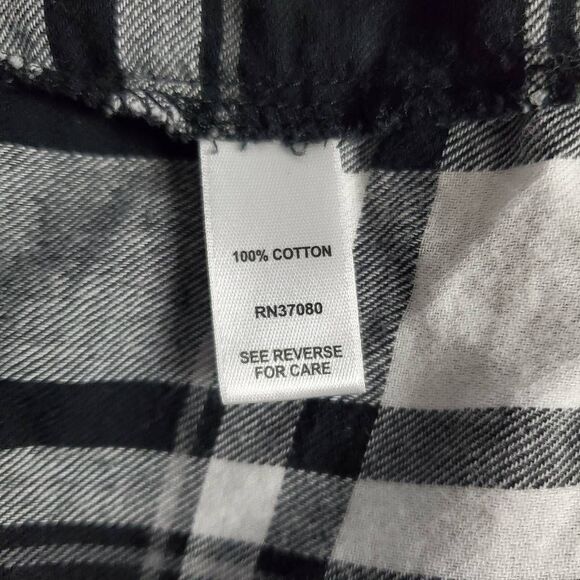 100% COTTON
RN37080
SEE REVERSE
FOR CARE